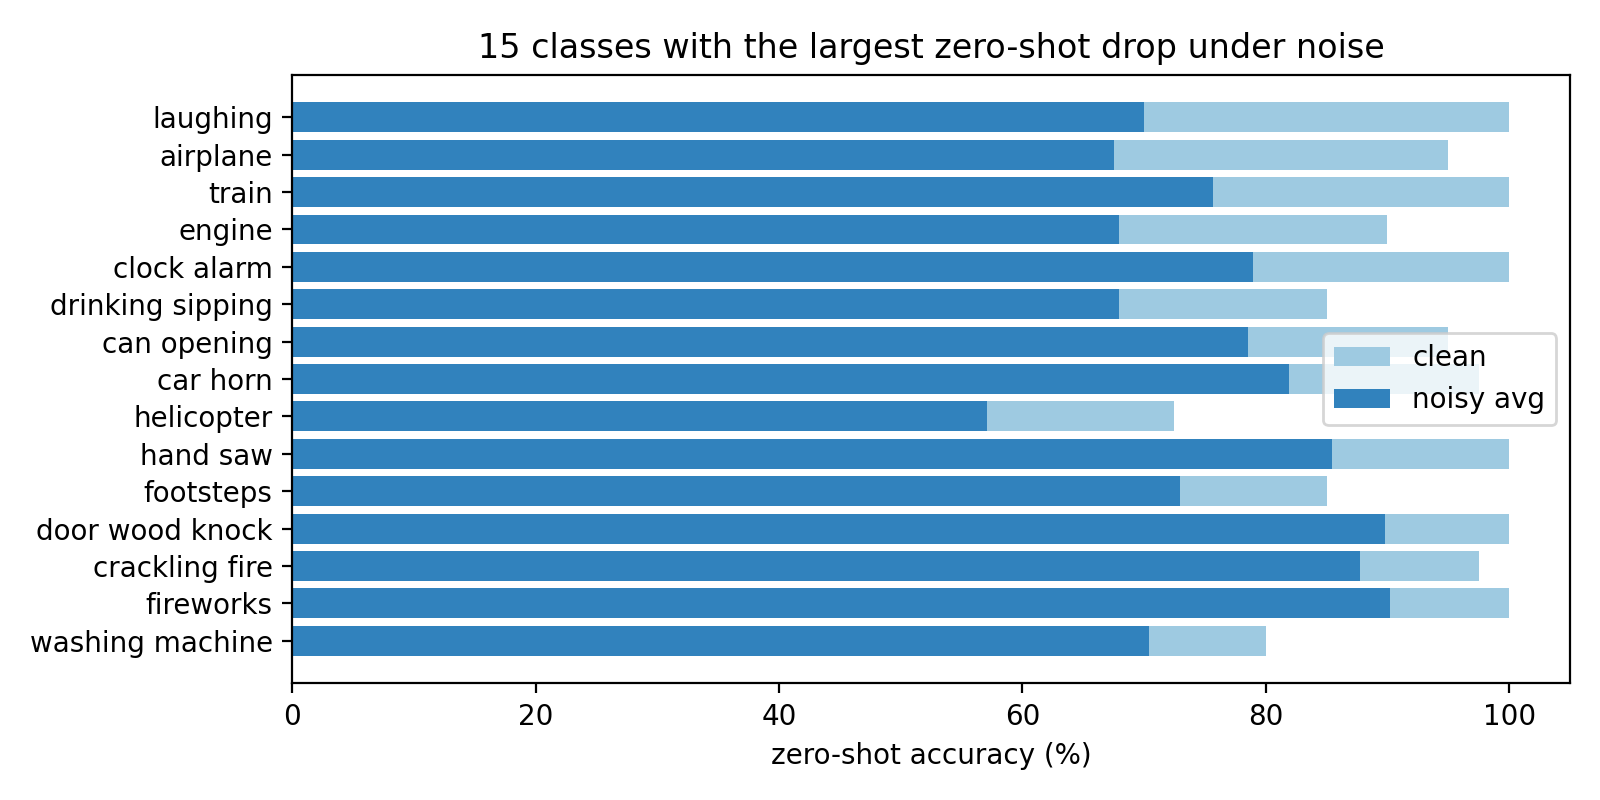 15 classes with the largest zero-shot drop under noise
laughing
airplane
train
engine
clock alarm
drinking sipping
can opening
car horn
helicopter
hand saw
footsteps
door wood knock
crackling fire
fireworks
washing machine
clean
noisy avg
0 20 40 60 80 100
zero-shot accuracy (%)